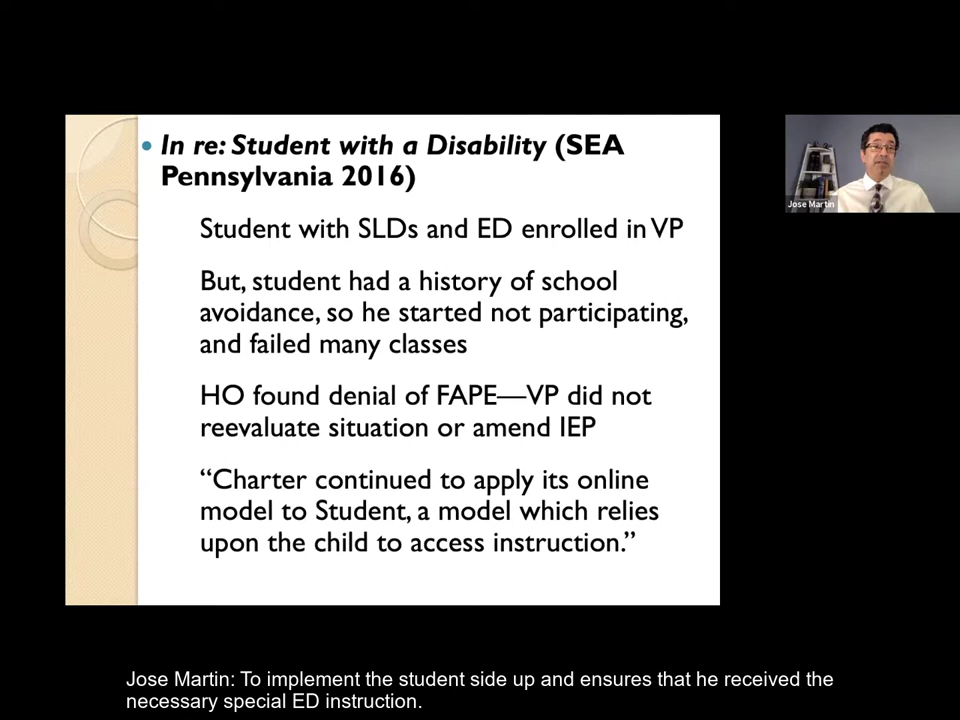 • In re: Student with a Disability (SEA
Pennsylvania 2016)
Student with SLDs and ED enrolled in VP
But, student had a history of school
avoidance, so he started not participating,
and failed many classes
HO found denial of FAPE—VP did not
reevaluate situation or amend IEP
“Charter continued to apply its online
model to Student, a model which relies
upon the child to access instruction.”
Jose Martin
Jose Martin: To implement the student side up and ensures that he received the
necessary special ED instruction.